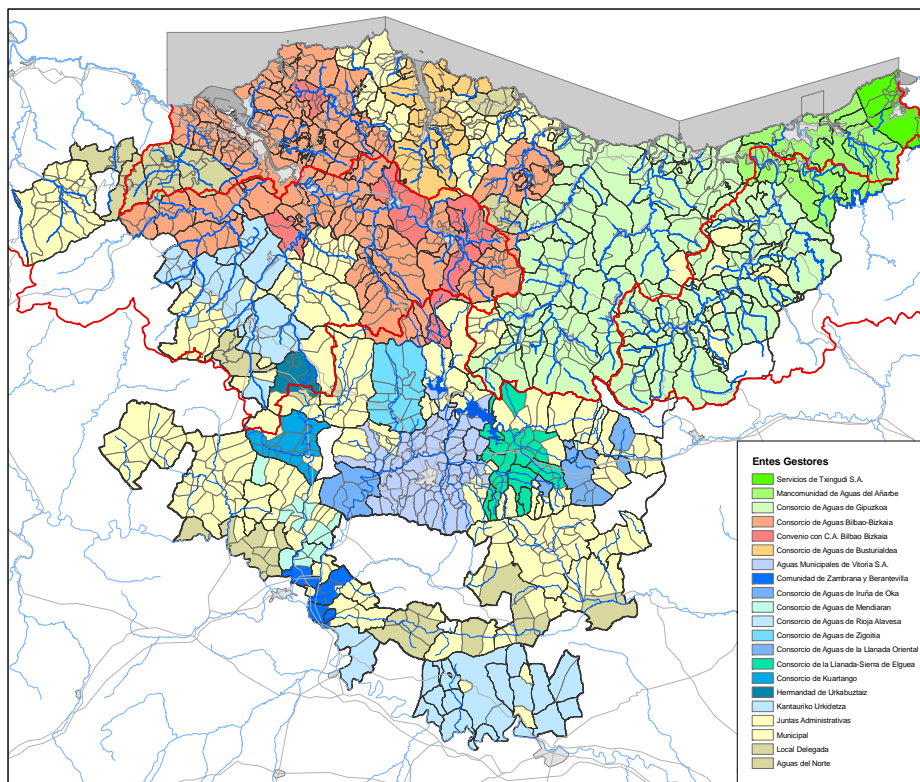 Entes Gestores
Servicios de Txingudi S.A.
Mancomunidad de Aguas del Añarbe
Consorcio de Aguas de Gipuzkoa
Consorcio de Aguas Bilbao-Bizkaia
Convenio con C.A. Bilbao Bizkaia
Consorcio de Aguas de Busturialdea
Aguas Municipales de Vitoria S.A.
Comunidad de Zambrana y Berantevilla
Consorcio de Aguas de Iruña de Oka
Consorcio de Aguas de Mendiaran
Consorcio de Aguas de Rioja Alavesa
Consorcio de Aguas de Zigoitia
Consorcio de Aguas de la Llanada Oriental
Consorcio de la Llanada-Sierra de Elguea
Consorcio de Kuartango
Hermandad de Urkabuztaiz
Kantauriko Urkidetza
Juntas Administrativas
Municipal
Local Delegada
Aguas del Norte